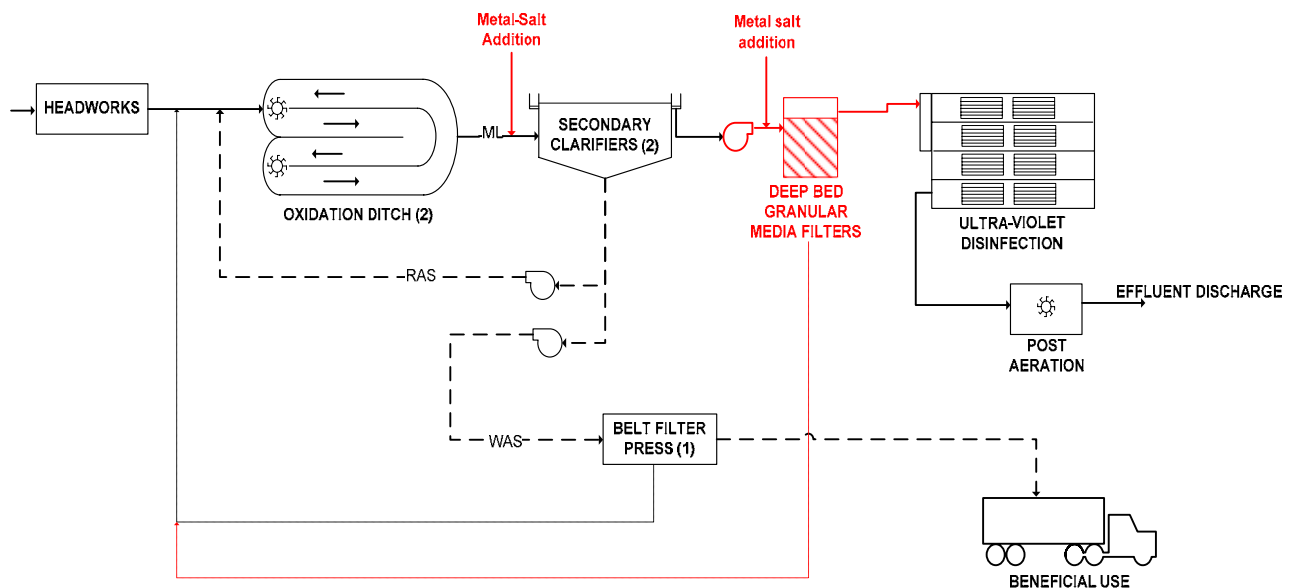 Metal-Salt
Addition
Metal salt
addition
HEADWORKS
ML
SECONDARY
CLARIFIERS (2)
DEEP BED
GRANULAR
MEDIA FILTERS
OXIDATION DITCH (2)
ULTRA-VIOLET
DISINFECTION
RAS
EFFLUENT DISCHARGE
POST
AERATION
WAS
BELT FILTER
PRESS (1)
BENEFICIAL USE